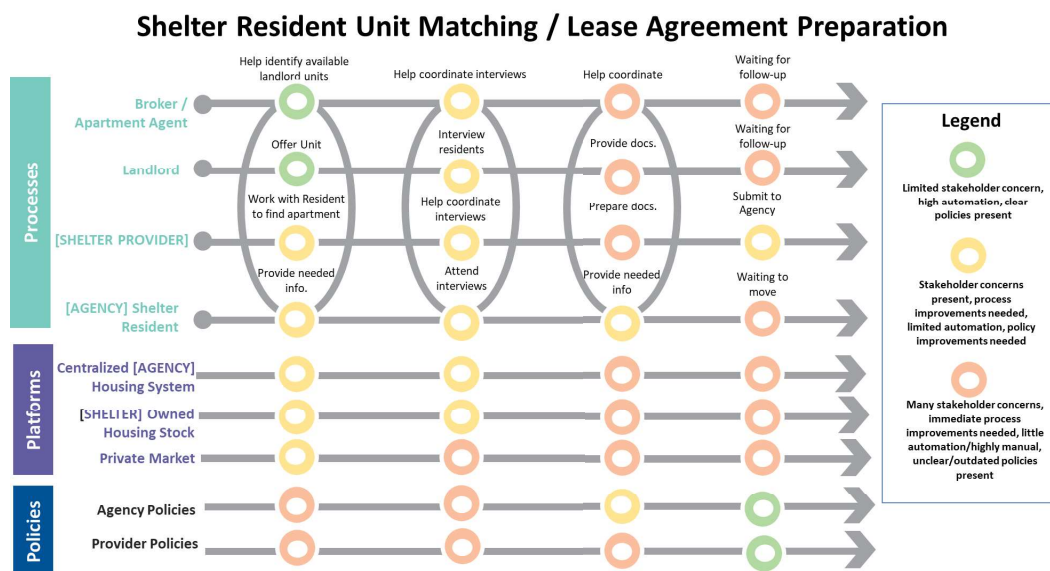 Shelter Resident Unit Matching / Lease Agreement Preparation
Processes
Help identify available
landlord units
Help coordinate interviews
Help coordinate
Waiting for
follow-up
Broker /
Apartment Agent
Offer Unit
Interview
residents
Provide docs.
Waiting for
follow-up
Landlord
Work with Resident
to find apartment
Help coordinate
interviews
Prepare docs.
Submit to
Agency
[SHELTER PROVIDER]
Provide needed
info.
Attend
interviews
Provide needed
info
Waiting to
move
[AGENCY] Shelter
Resident
Platforms
Centralized [AGENCY]
Housing System
[SHELTER] Owned
Housing Stock
Private Market
Policies
Agency Policies
Provider Policies
Legend
Limited stakeholder concern,
high automation, clear
policies present
Stakeholder concerns
present, process
improvements needed,
limited automation, policy
improvements needed
Many stakeholder concerns,
immediate process
improvements needed, little
automation/highly manual,
unclear/outdated policies
present